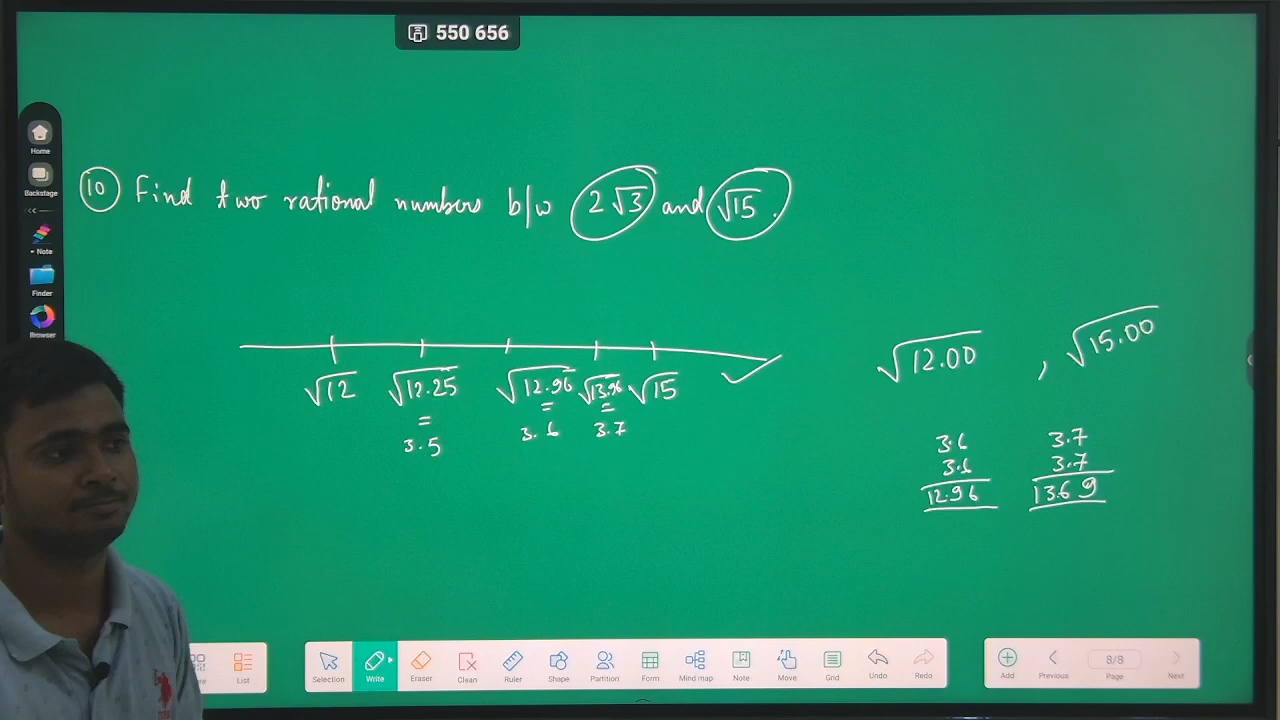 550 656
Home
Backstage
Note
Finder
Browser
10 Find two rational numbers b/w 2√3 and √15.
√12 √12.25 √12.96 √13.96 √15
= = =
3.5 3.6 3.7
√12.00 , √15.00
3.6 3.7
3.6 3.7
12.96 13.69
List
Selection Write Eraser Clean Ruler Shape Partition Form Mind map Note Move Grid Undo Redo
Add Previous 8/8 Page Next